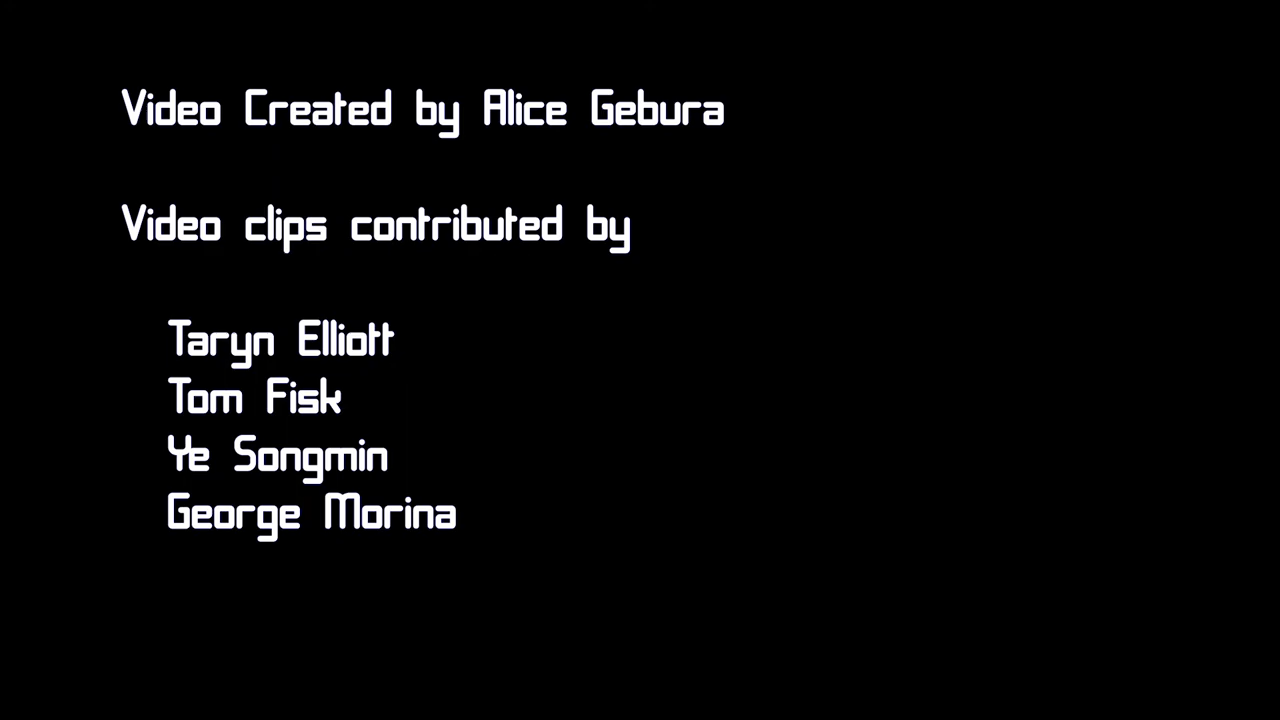 Video Created by Alice Gebura
Video clips contributed by
Taryn Elliott
Tom Fisk
Ye Songmin
George Morina